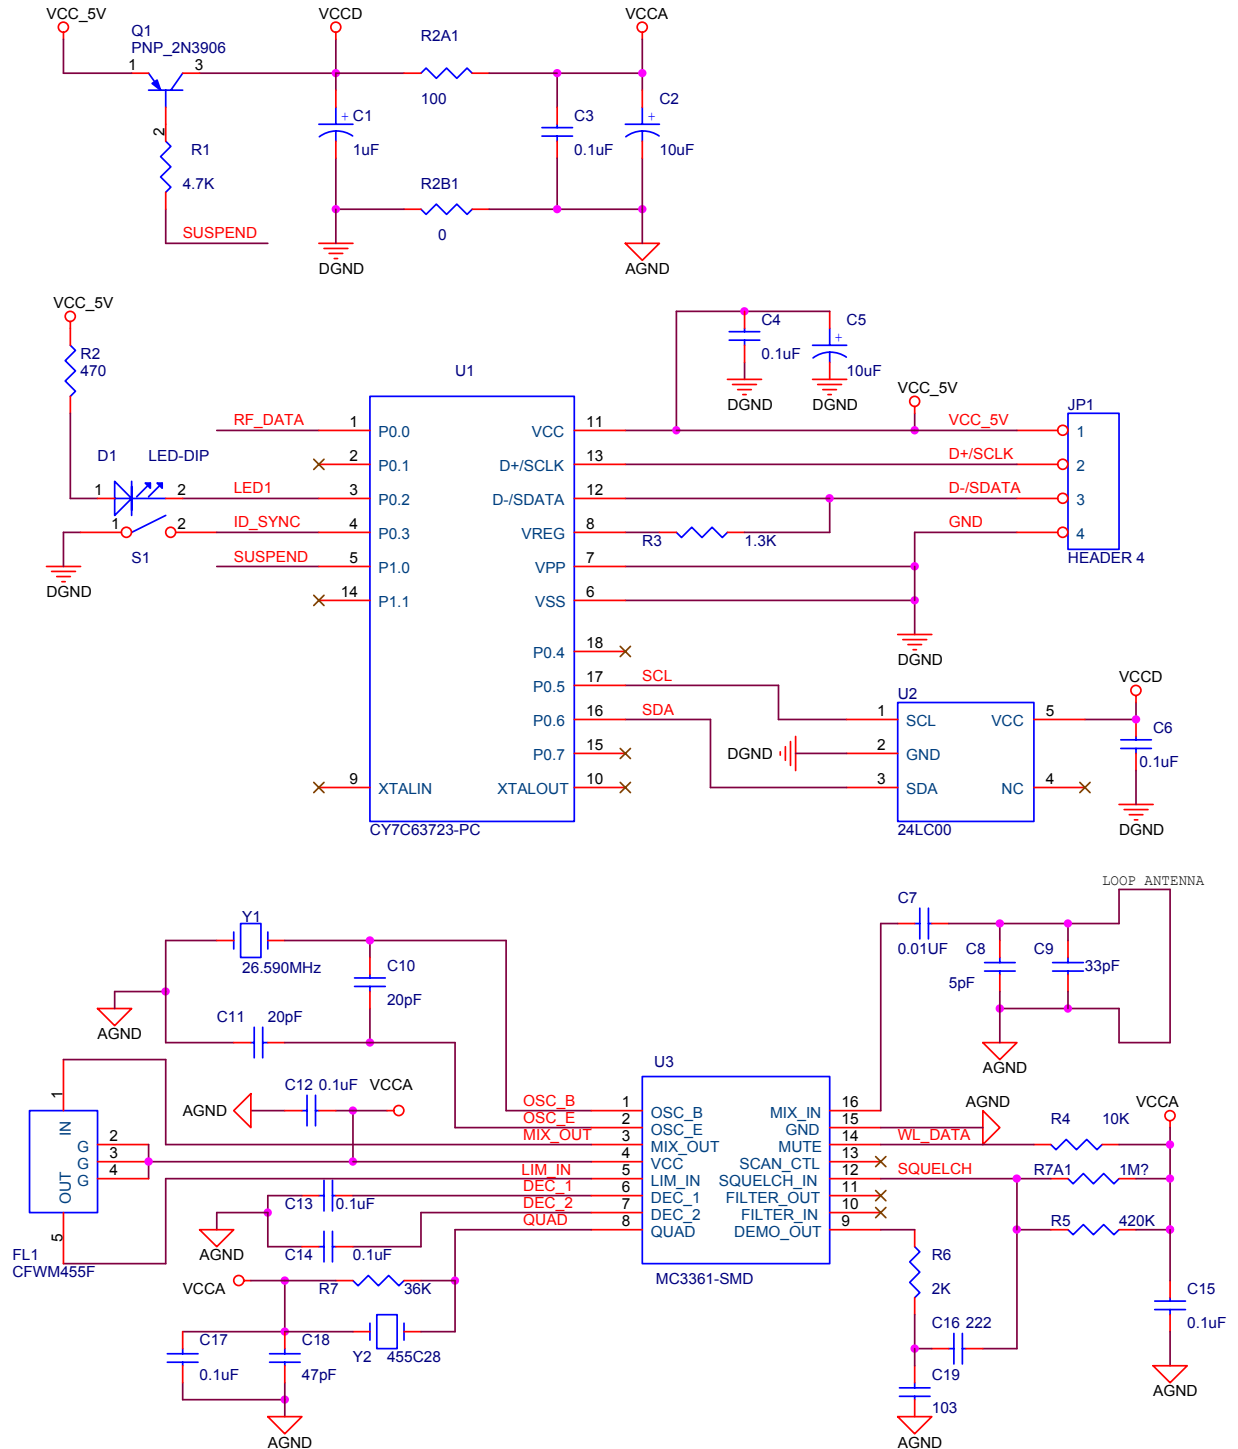 VCC_5V
VCCD
VCCA
Q1
PNP_2N3906
1
3
2
R1
4.7K
SUSPEND
R2A1
100
+
C1
1uF
C3
0.1uF
+
C2
10uF
R2B1
0
DGND
AGND
VCC_5V
R2
470
D1
LED-DIP
1
2
LED1
1
2
S1
DGND
RF_DATA
ID_SYNC
SUSPEND
U1
1
P0.0
2
P0.1
3
P0.2
4
P0.3
5
P1.0
14
P1.1
9
XTALIN
VCC
11
D+/SCLK
13
D-/SDATA
12
VREG
8
VPP
7
VSS
6
P0.4
18
P0.5
17
P0.6
16
P0.7
15
XTALOUT
10
CY7C63723-PC
C4
0.1uF
DGND
+
C5
10uF
DGND
VCC_5V
R3
1.3K
VCC_5V
D+/SCLK
D-/SDATA
GND
JP1
1
2
3
4
HEADER 4
DGND
SCL
SDA
DGND
U2
1
SCL
2
GND
3
SDA
VCC
5
NC
4
24LC00
VCCD
C6
0.1uF
DGND
LOOP ANTENNA
C7
0.01UF
C8
5pF
C9
33pF
AGND
Y1
26.590MHz
C10
20pF
C11
20pF
AGND
C12
0.1uF
VCCA
AGND
1
IN
2
G
3
G
4
G
OUT
5
FL1
CFWM455F
OSC_B
OSC_E
MIX_OUT
LIM_IN
DEC_1
DEC_2
QUAD
C13
0.1uF
C14
0.1uF
AGND
VCCA
R7
36K
C17
0.1uF
C18
47pF
Y2
455C28
AGND
U3
1
OSC_B
2
OSC_E
3
MIX_OUT
4
VCC
5
LIM_IN
6
DEC_1
7
DEC_2
8
QUAD
MIX_IN
16
GND
15
MUTE
14
SCAN_CTL
13
SQUELCH_IN
12
FILTER_OUT
11
FILTER_IN
10
DEMO_OUT
9
MC3361-SMD
AGND
WL_DATA
SQUELCH
R4
10K
VCCA
R7A1
1M?
R5
420K
R6
2K
C16
222
C19
103
AGND
C15
0.1uF
AGND